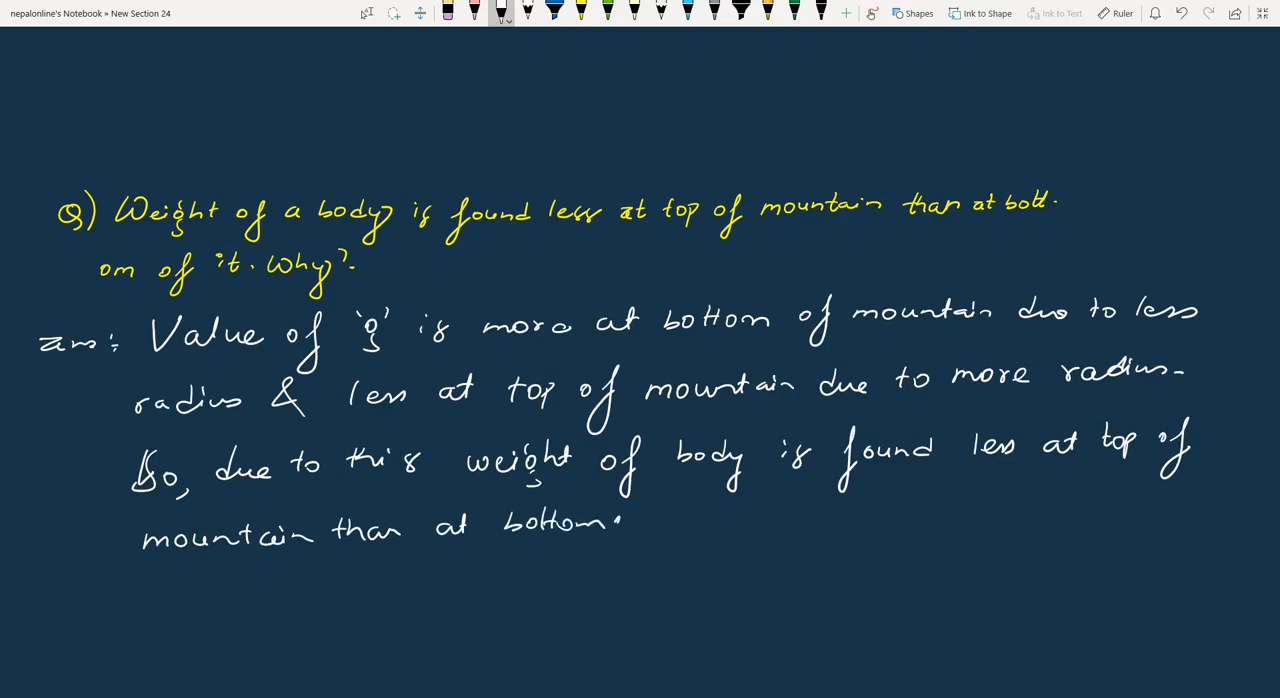 nepalonline's Notebook » New Section 24
Shapes Ink to Shape Ink to Text Ruler
Q) Weight of a body is found less at top of mountain than at bott.
om of it. Why?
ans: Value of 'g' is more at bottom of mountain due to less
radius & less at top of mountain due to more radius.
So, due to this weight of body is found less at top of
mountain than at bottom.